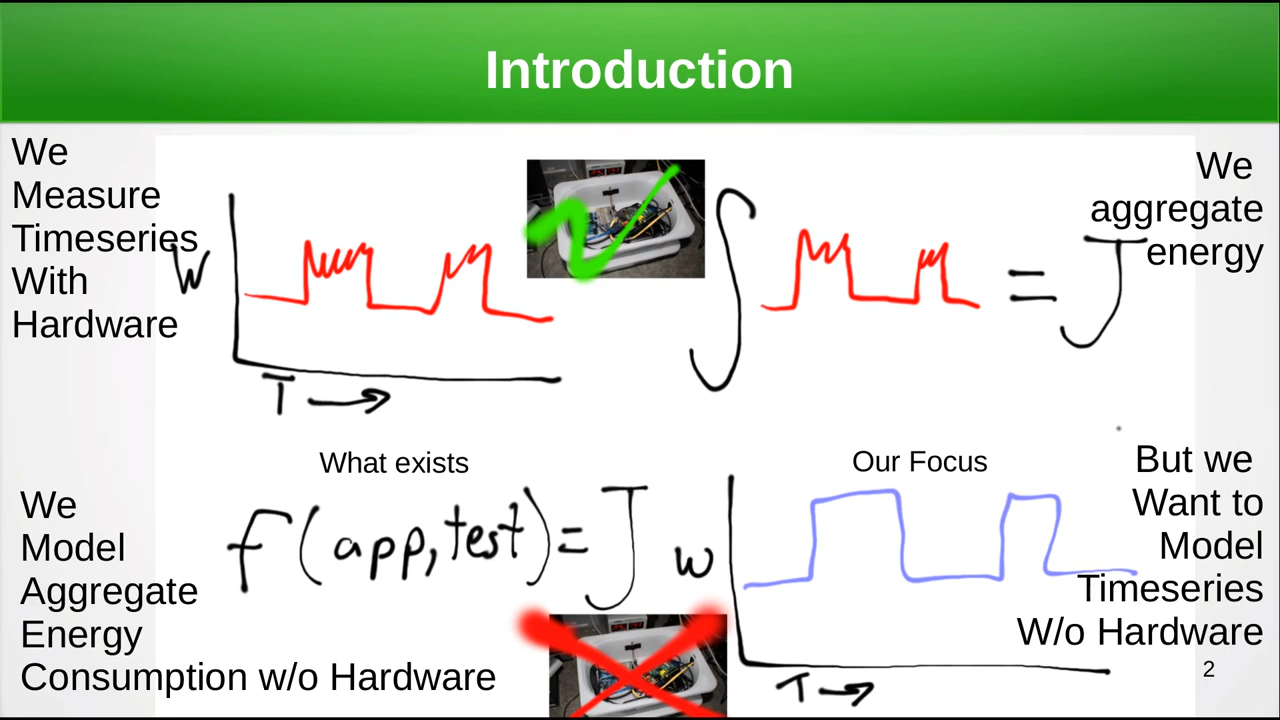 Introduction
We
Measure
Timeseries
With
Hardware
W
T
We
aggregate
energy
= J
What exists
Our Focus
We
Model
Aggregate
Energy
Consumption w/o Hardware
f(app,test)=J
W
T
But we
Want to
Model
Timeseries
W/o Hardware
2